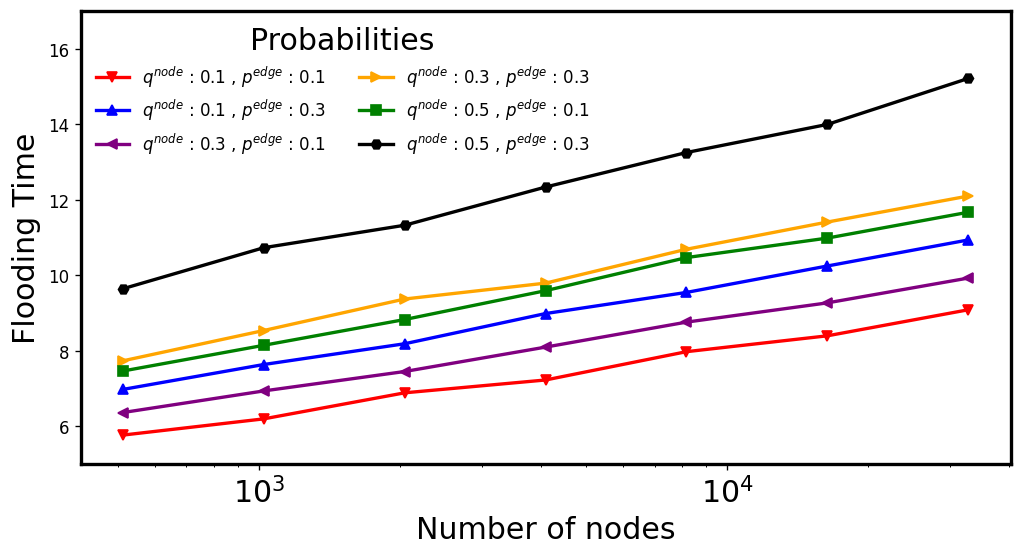 Probabilities
q^node : 0.1 , p^edge : 0.1
q^node : 0.1 , p^edge : 0.3
q^node : 0.3 , p^edge : 0.1
q^node : 0.3 , p^edge : 0.3
q^node : 0.5 , p^edge : 0.1
q^node : 0.5 , p^edge : 0.3
Flooding Time
16
14
12
10
8
6
10^3
10^4
Number of nodes